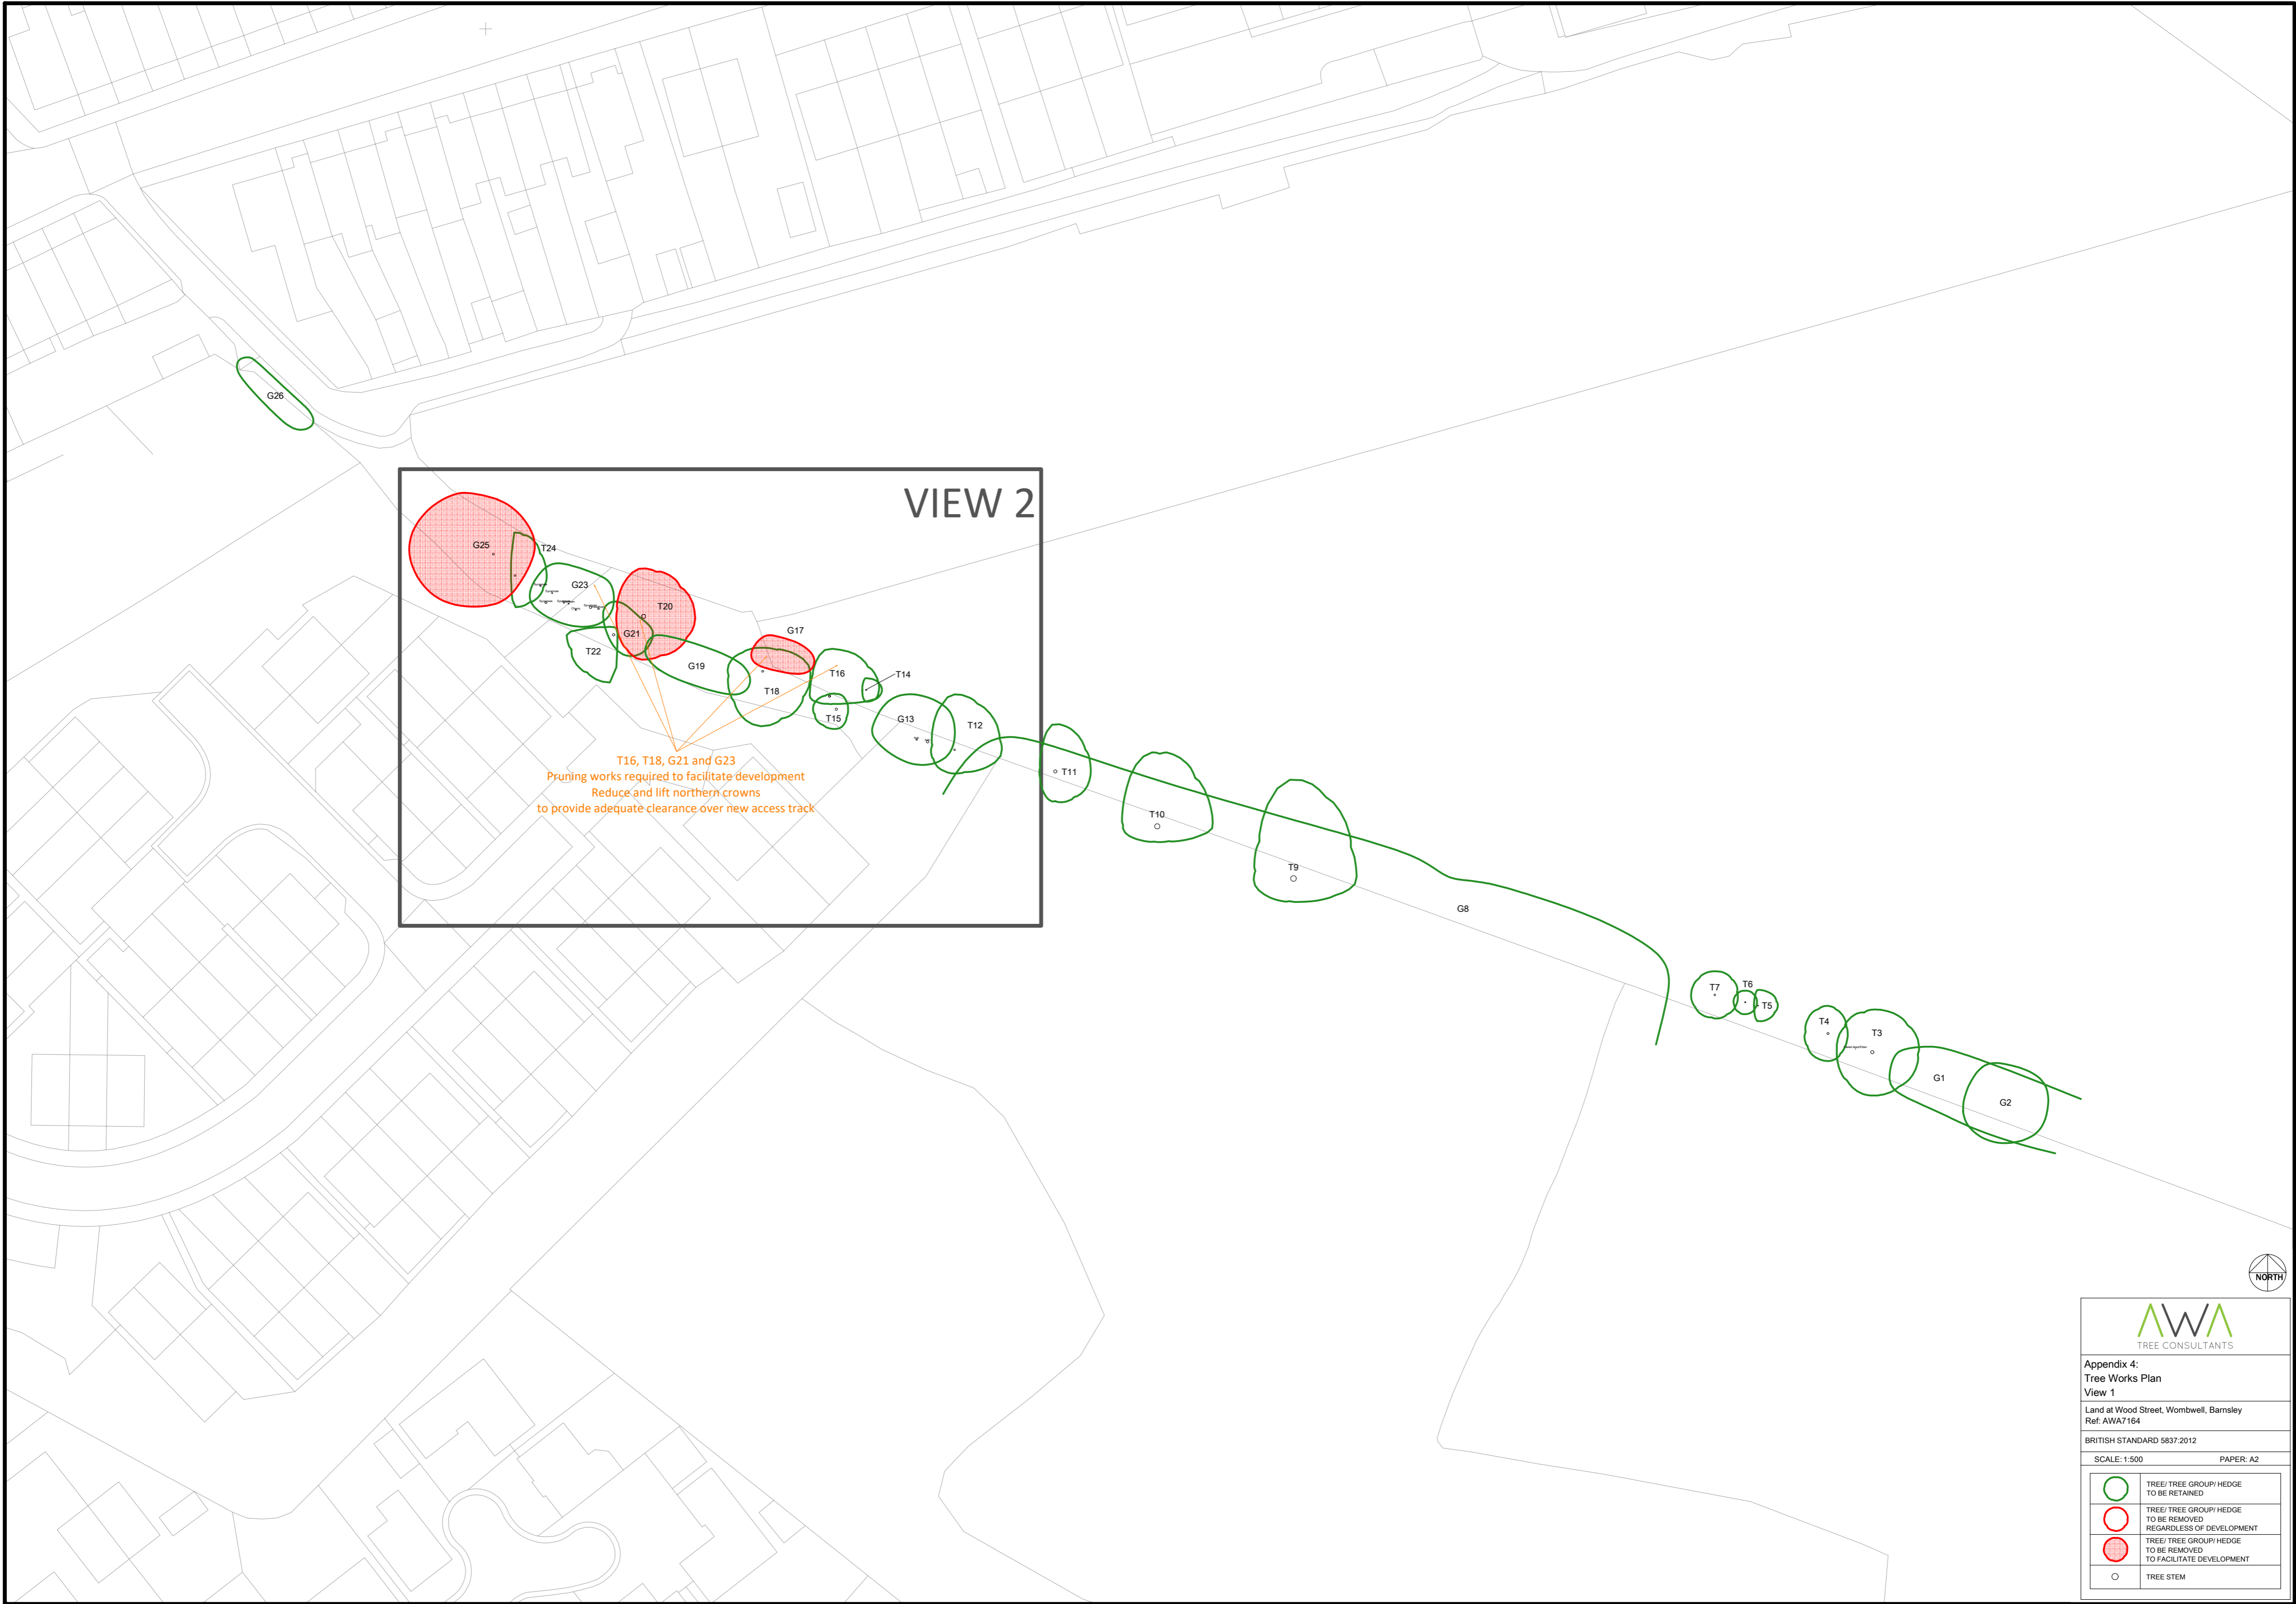 G26
VIEW 2
G25
T24
G23
T20
G21
T22
G17
G19
T16
T14
T18
T15
G13
T12
T11
T10
T9
G8
T7
T6
T5
T4
T3
G1
G2
T16, T18, G21 and G23
Pruning works required to facilitate development
Reduce and lift northern crowns
to provide adequate clearance over new access track
NORTH
AWA
TREE CONSULTANTS
Appendix 4:
Tree Works Plan
View 1
Land at Wood Street, Wombwell, Barnsley
Ref: AWA7164
BRITISH STANDARD 5837:2012
SCALE: 1:500 PAPER: A2
TREE/ TREE GROUP/ HEDGE
TO BE RETAINED
TREE/ TREE GROUP/ HEDGE
TO BE REMOVED
REGARDLESS OF DEVELOPMENT
TREE/ TREE GROUP/ HEDGE
TO BE REMOVED
TO FACILITATE DEVELOPMENT
TREE STEM